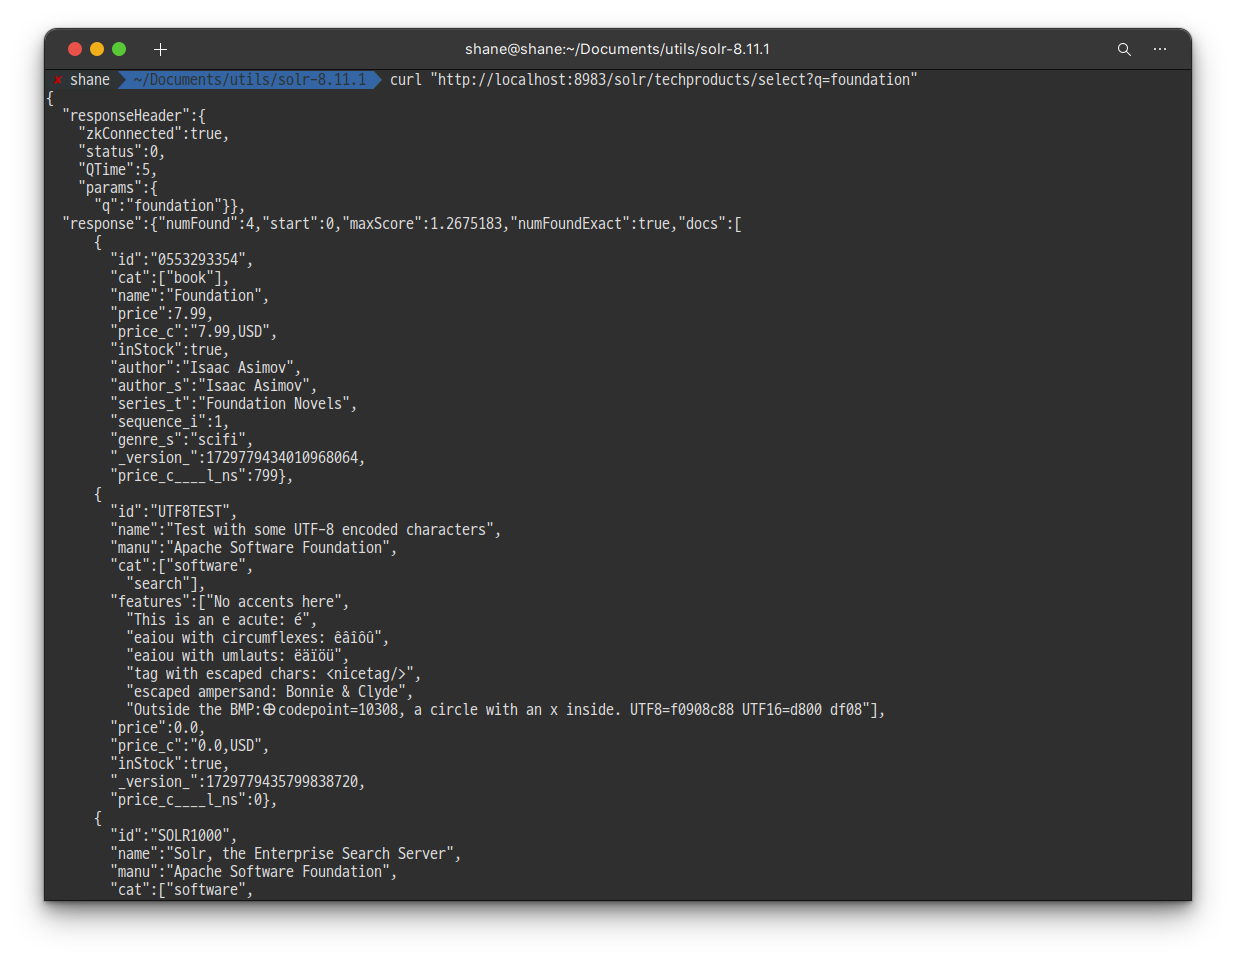 shane@shane:~/Documents/utils/solr-8.11.1
✘ shane ~/Documents/utils/solr-8.11.1 curl "http://localhost:8983/solr/techproducts/select?q=foundation"
{
  "responseHeader":{
    "zkConnected":true,
    "status":0,
    "QTime":5,
    "params":{
      "q":"foundation"}},
  "response":{"numFound":4,"start":0,"maxScore":1.2675183,"numFoundExact":true,"docs":[
      {
        "id":"0553293354",
        "cat":["book"],
        "name":"Foundation",
        "price":7.99,
        "price_c":"7.99,USD",
        "inStock":true,
        "author":"Isaac Asimov",
        "author_s":"Isaac Asimov",
        "series_t":"Foundation Novels",
        "sequence_i":1,
        "genre_s":"scifi",
        "_version_":1729779434010968064,
        "price_c____l_ns":799},
      {
        "id":"UTF8TEST",
        "name":"Test with some UTF-8 encoded characters",
        "manu":"Apache Software Foundation",
        "cat":["software",
          "search"],
        "features":["No accents here",
          "This is an e acute: é",
          "eaiou with circumflexes: êâîôû",
          "eaiou with umlauts: ëäïöü",
          "tag with escaped chars: <nicetag/>",
          "escaped ampersand: Bonnie & Clyde",
          "Outside the BMP:𐌈codepoint=10308, a circle with an x inside. UTF8=f0908c88 UTF16=d800 df08"],
        "price":0.0,
        "price_c":"0.0,USD",
        "inStock":true,
        "_version_":1729779435799838720,
        "price_c____l_ns":0},
      {
        "id":"SOLR1000",
        "name":"Solr, the Enterprise Search Server",
        "manu":"Apache Software Foundation",
        "cat":["software",